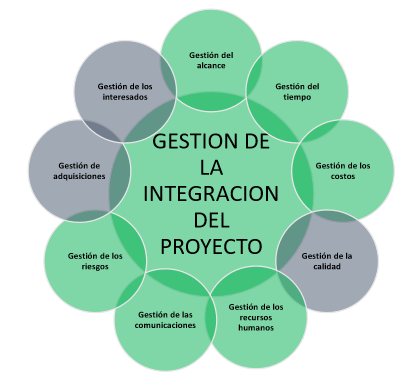 Gestión del
alcance
Gestión del
tiempo
Gestión de los
costos
Gestión de la
calidad
Gestión de los
recursos
humanos
Gestión de las
comunicaciones
Gestión de los
riesgos
Gestión de
adquisiciones
Gestión de los
interesados
GESTION DE
LA
INTEGRACION
DEL
PROYECTO